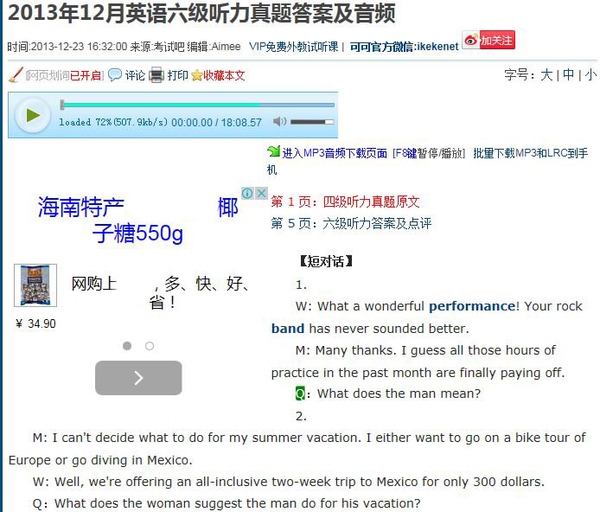 2013年12月英语六级听力真题答案及音频
时间:2013-12-23 16:32:00 来源:考试吧 编辑:Aimee VIP免费外教试听课 | 可可官方微信:ikekenet 加关注
[网页划词已开启] 评论 打印 收藏本文 字号: 大 | 中 | 小
loaded 72%(507.9kb/s) 00:00.00 / 18:08.57
进入MP3音频下载页面 [F8键暂停/播放] 批量下载MP3和LRC到手
机
海南特产 椰
子糖550g
网购上 ，多、快、好、
省！
¥ 34.90
第 1 页：四级听力真题原文
第 5 页：六级听力答案及点评
【短对话】
1.
W: What a wonderful performance! Your rock
band has never sounded better.
M: Many thanks. I guess all those hours of
practice in the past month are finally paying off.
Q：What does the man mean?
2.
M: I can't decide what to do for my summer vacation. I either want to go on a bike tour of
Europe or go diving in Mexico.
W: Well, we're offering an all-inclusive two-week trip to Mexico for only 300 dollars.
Q：What does the woman suggest the man do for his vacation?